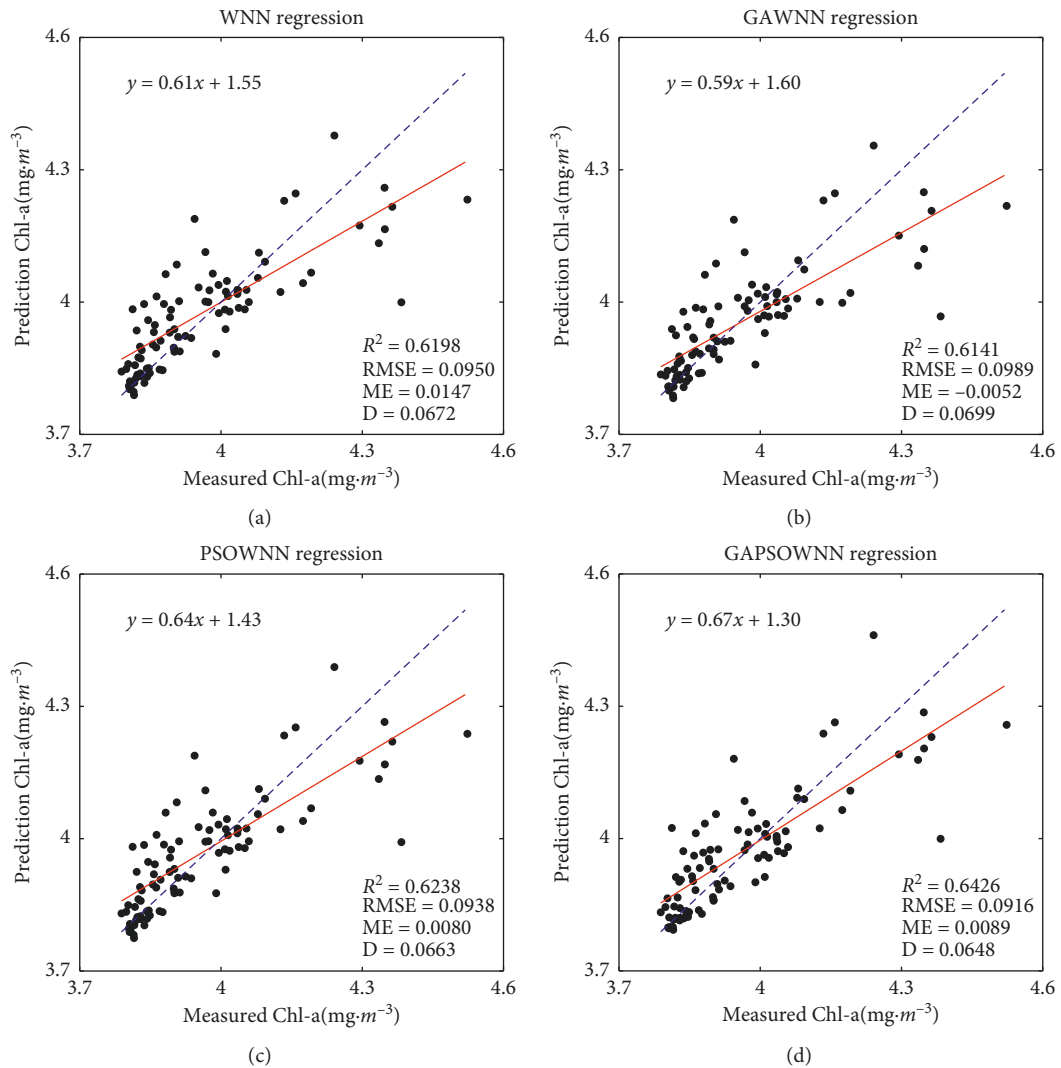 WNN regression
Prediction Chl-a(mg·m⁻³)
4.6
4.3
4
3.7
y = 0.61x + 1.55
R² = 0.6198
RMSE = 0.0950
ME = 0.0147
D = 0.0672
3.7 4 4.3 4.6
Measured Chl-a(mg·m⁻³)
(a)
GAWNN regression
Prediction Chl-a(mg·m⁻³)
4.6
4.3
4
3.7
y = 0.59x + 1.60
R² = 0.6141
RMSE = 0.0989
ME = –0.0052
D = 0.0699
3.7 4 4.3 4.6
Measured Chl-a(mg·m⁻³)
(b)
PSOWNN regression
Prediction Chl-a(mg·m⁻³)
4.6
4.3
4
3.7
y = 0.64x + 1.43
R² = 0.6238
RMSE = 0.0938
ME = 0.0080
D = 0.0663
3.7 4 4.3 4.6
Measured Chl-a(mg·m⁻³)
(c)
GAPSOWNN regression
Prediction Chl-a(mg·m⁻³)
4.6
4.3
4
3.7
y = 0.67x + 1.30
R² = 0.6426
RMSE = 0.0916
ME = 0.0089
D = 0.0648
3.7 4 4.3 4.6
Measured Chl-a(mg·m⁻³)
(d)